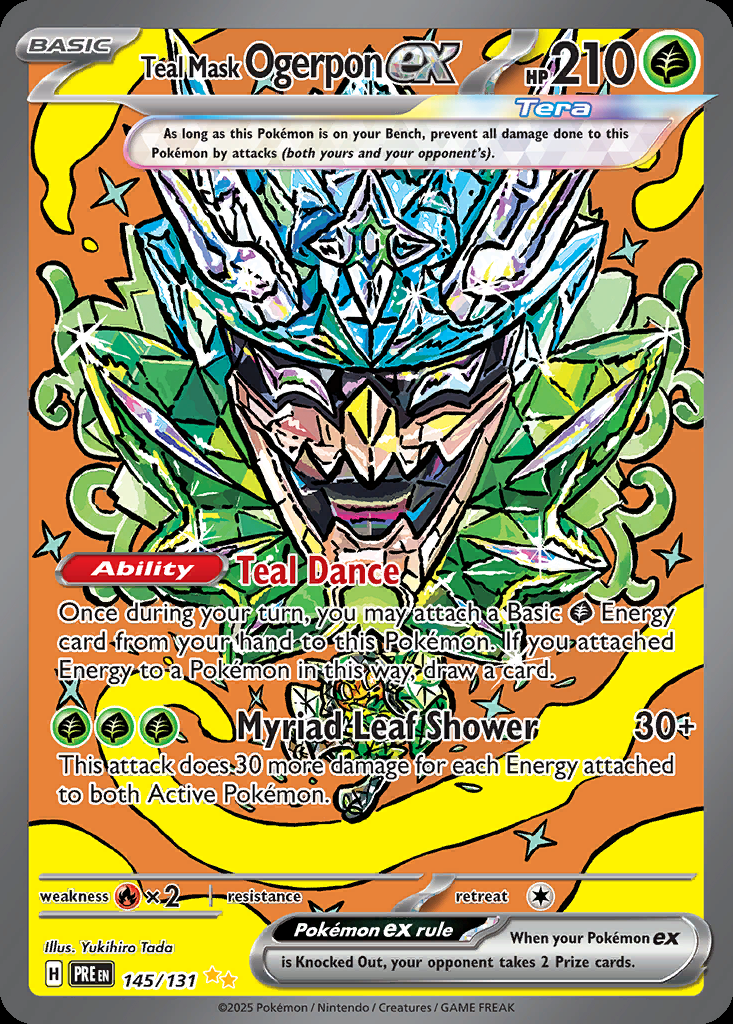 BASIC
Teal Mask Ogerpon ex HP 210
Tera
As long as this Pokémon is on your Bench, prevent all damage done to this
Pokémon by attacks (both yours and your opponent's).
Ability Teal Dance
Once during your turn, you may attach a Basic Energy
card from your hand to this Pokémon. If you attached
Energy to a Pokémon in this way, draw a card.
Myriad Leaf Shower 30+
This attack does 30 more damage for each Energy attached
to both Active Pokémon.
weakness ×2 resistance retreat
Pokémon ex rule When your Pokémon ex
is Knocked Out, your opponent takes 2 Prize cards.
Illus. Yukihiro Tada
H PRE EN 145/131
©2025 Pokémon / Nintendo / Creatures / GAME FREAK